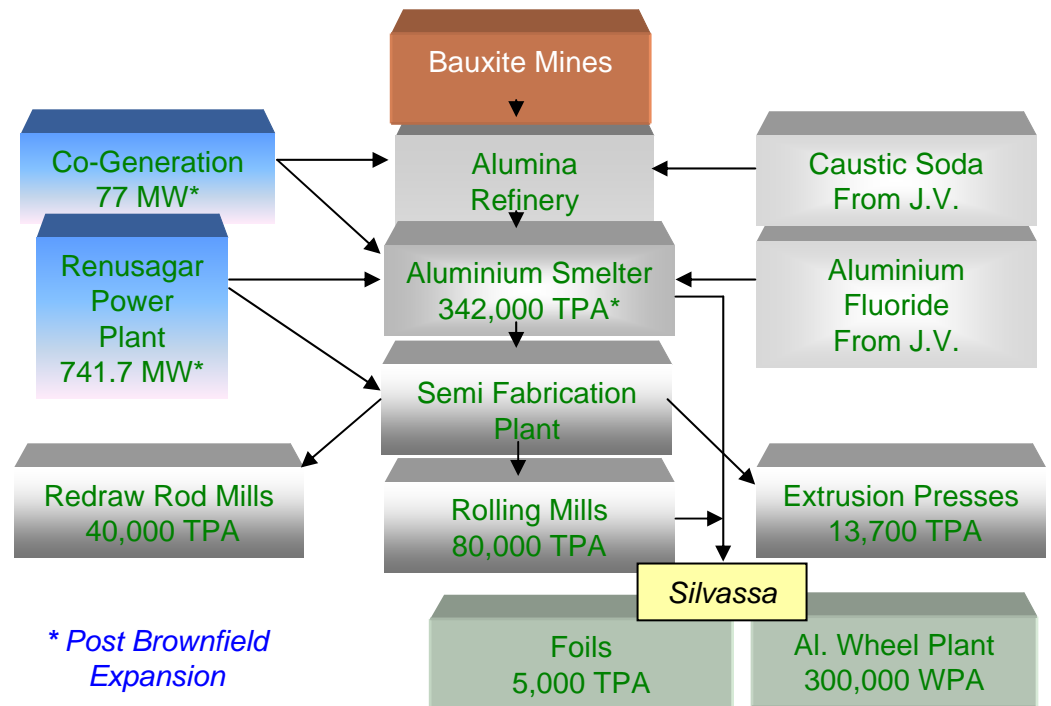 Bauxite Mines
Co-Generation
77 MW*
Alumina
Refinery
Caustic Soda
From J.V.
Renusagar
Power
Plant
741.7 MW*
Aluminium Smelter
342,000 TPA*
Aluminium
Fluoride
From J.V.
Semi Fabrication
Plant
Redraw Rod Mills
40,000 TPA
Rolling Mills
80,000 TPA
Extrusion Presses
13,700 TPA
Silvassa
* Post Brownfield
Expansion
Foils
5,000 TPA
Al. Wheel Plant
300,000 WPA